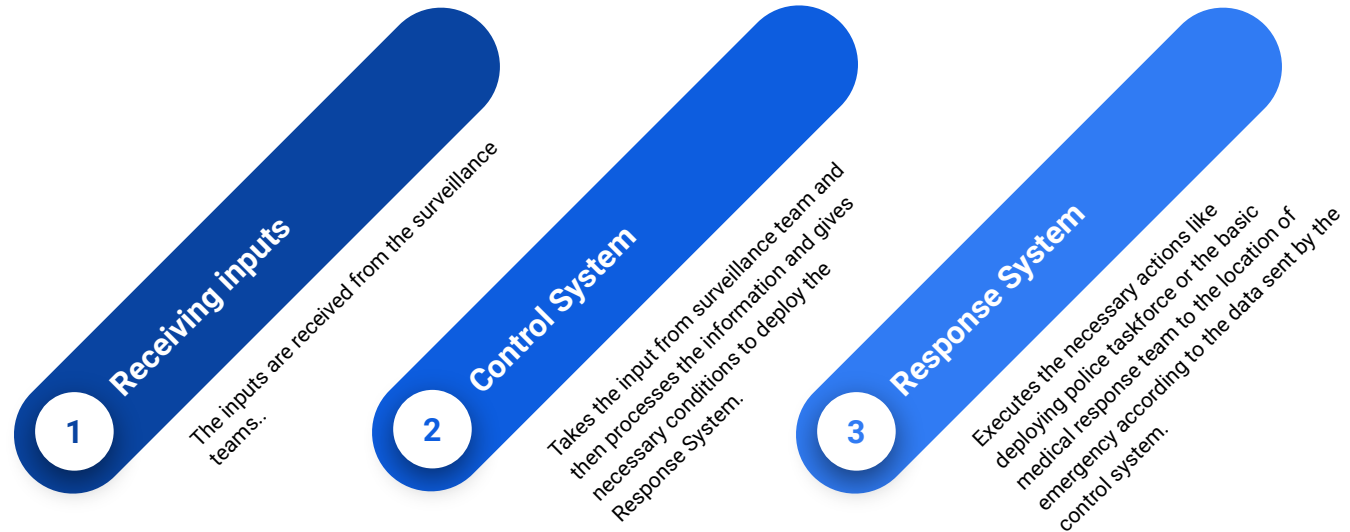 1
Receiving inputs
The inputs are received from the surveillance
teams..
2
Control System
Takes the input from surveillance team and
then processes the information and gives
necessary conditions to deploy the
Response System.
3
Response System
Executes the necessary actions like
deploying police taskforce or the basic
medical response team to the location of
emergency according to the data sent by the
control system.